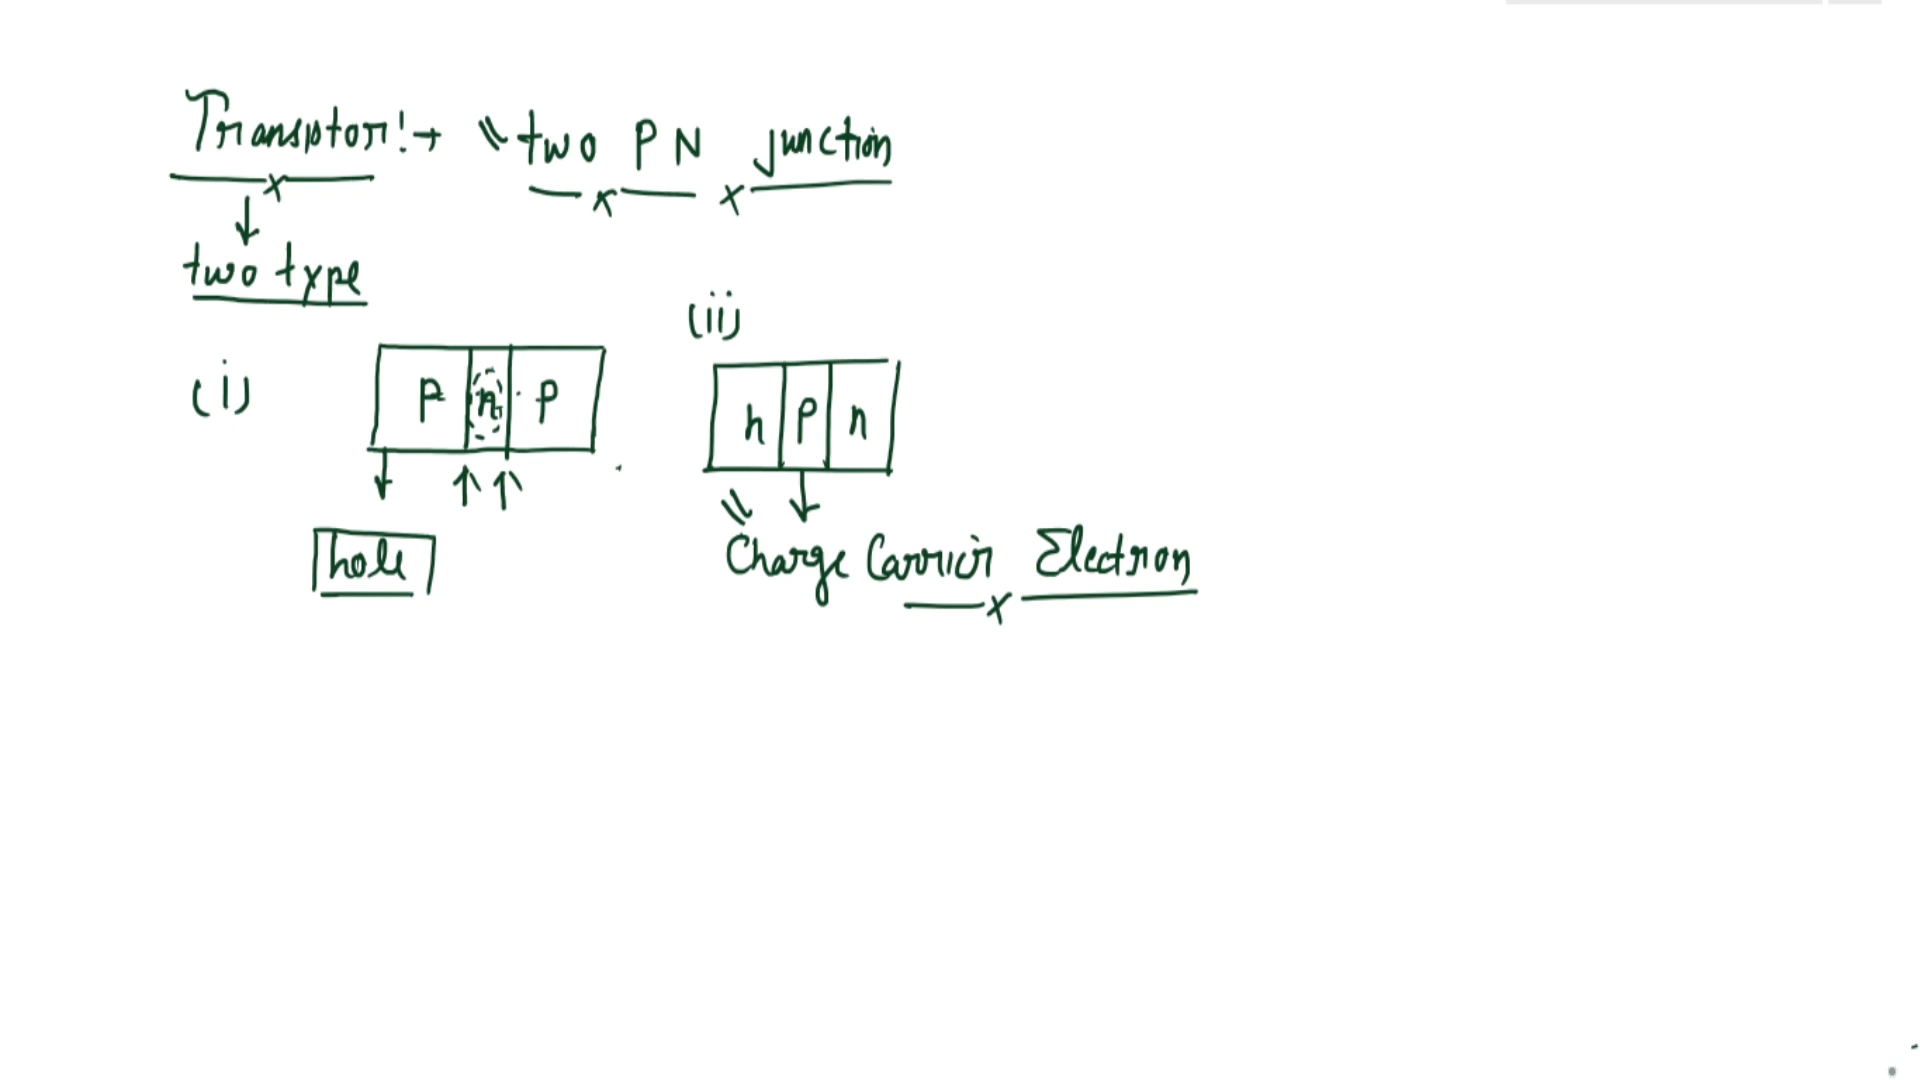 Transistor:→ "two PN junction
two type
(i) P n P
(ii) n P n
hole
"Charge Carrier Electron